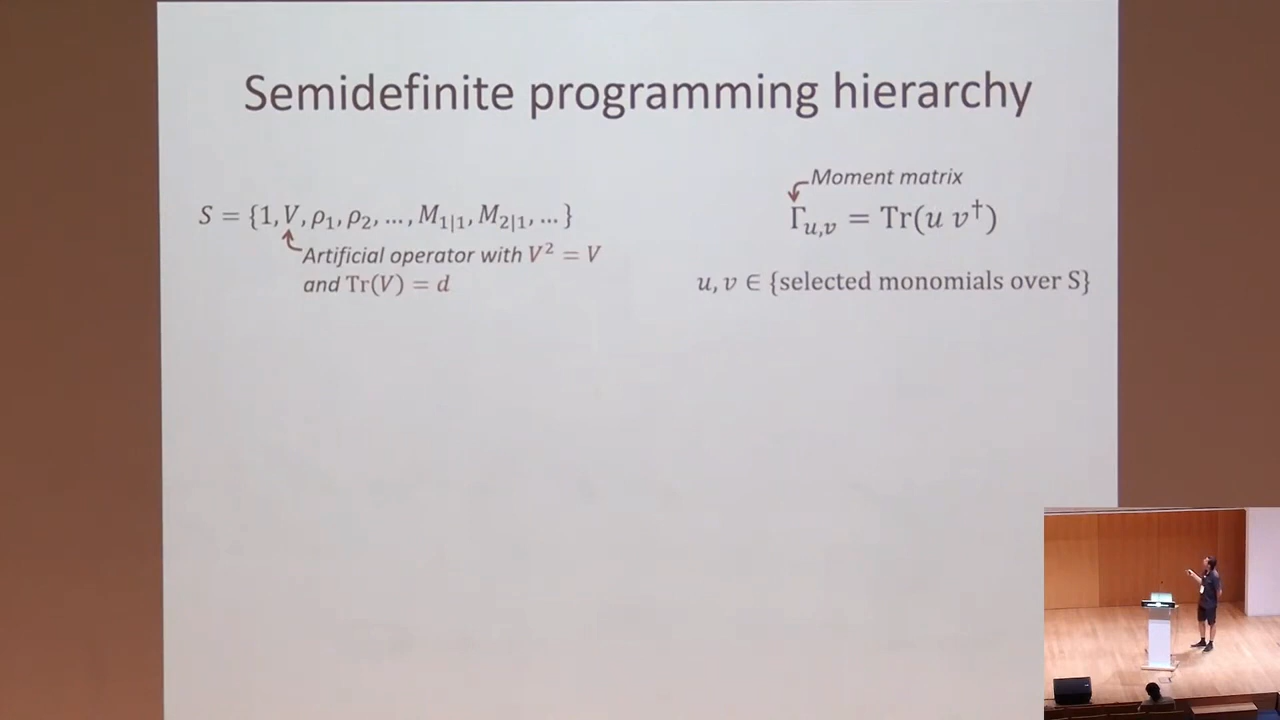 Semidefinite programming hierarchy
S = {1, V, ρ₁, ρ₂, … , M₁|₁, M₂|₁, … }
Artificial operator with V² = V
and Tr(V) = d
Moment matrix
Γᵤ,ᵥ = Tr(u v†)
u, v ∈ {selected monomials over S}